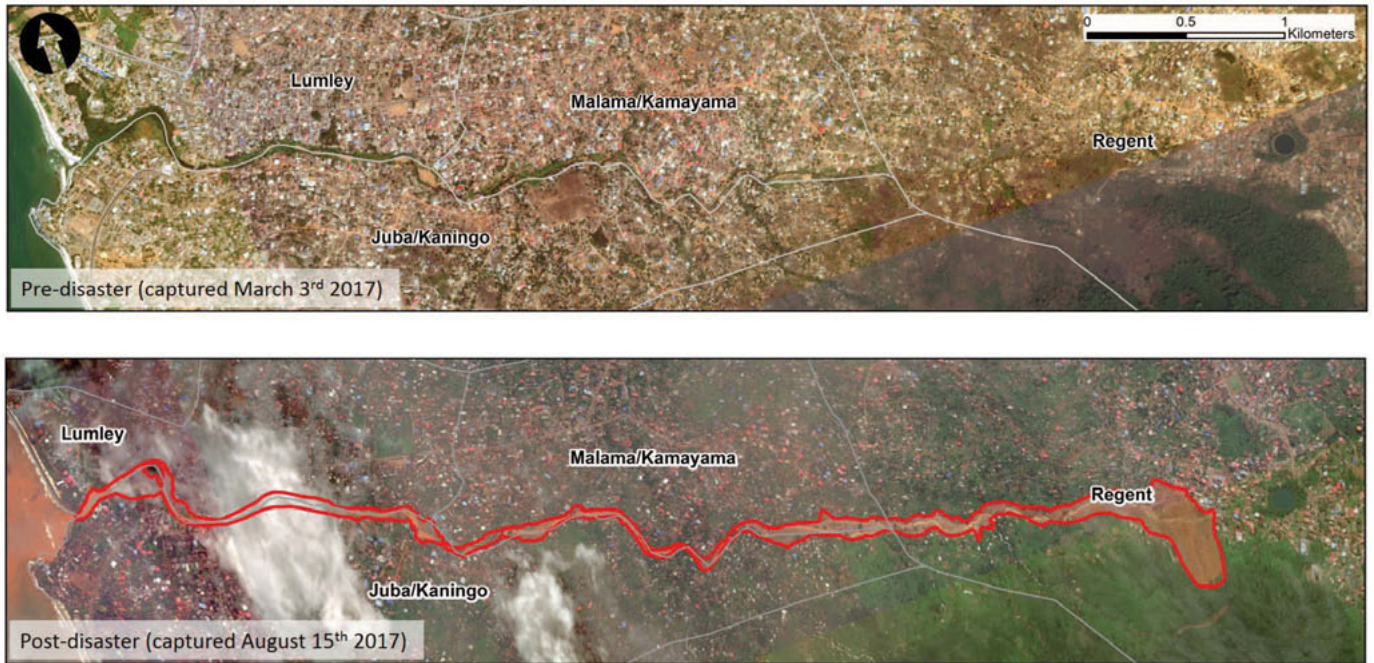 0 0.5 1
Kilometers
Lumley
Malama/Kamayama
Regent
Juba/Kaningo
Pre-disaster (captured March 3rd 2017)
Lumley
Malama/Kamayama
Regent
Juba/Kaningo
Post-disaster (captured August 15th 2017)